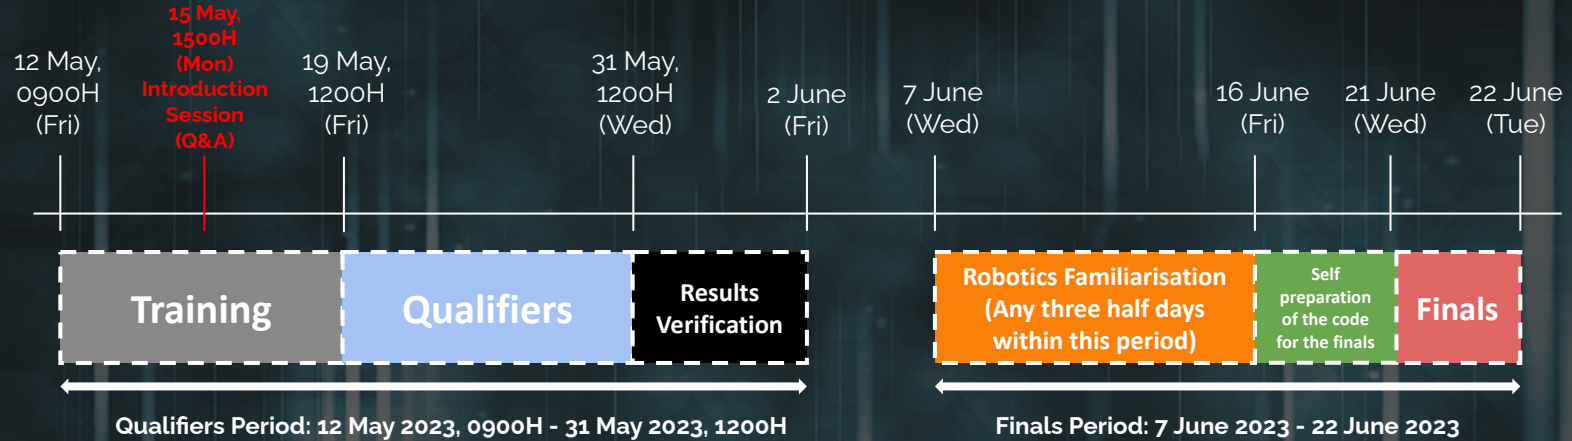 15 May,
1500H
(Mon)
Introduction
Session
(Q&A)
12 May,
0900H
(Fri)
19 May,
1200H
(Fri)
31 May,
1200H
(Wed)
2 June
(Fri)
7 June
(Wed)
16 June
(Fri)
21 June
(Wed)
22 June
(Tue)
Training
Qualifiers
Results
Verification
Robotics Familiarisation
(Any three half days
within this period)
Self
preparation
of the code
for the finals
Finals
Qualifiers Period: 12 May 2023, 0900H - 31 May 2023, 1200H
Finals Period: 7 June 2023 - 22 June 2023